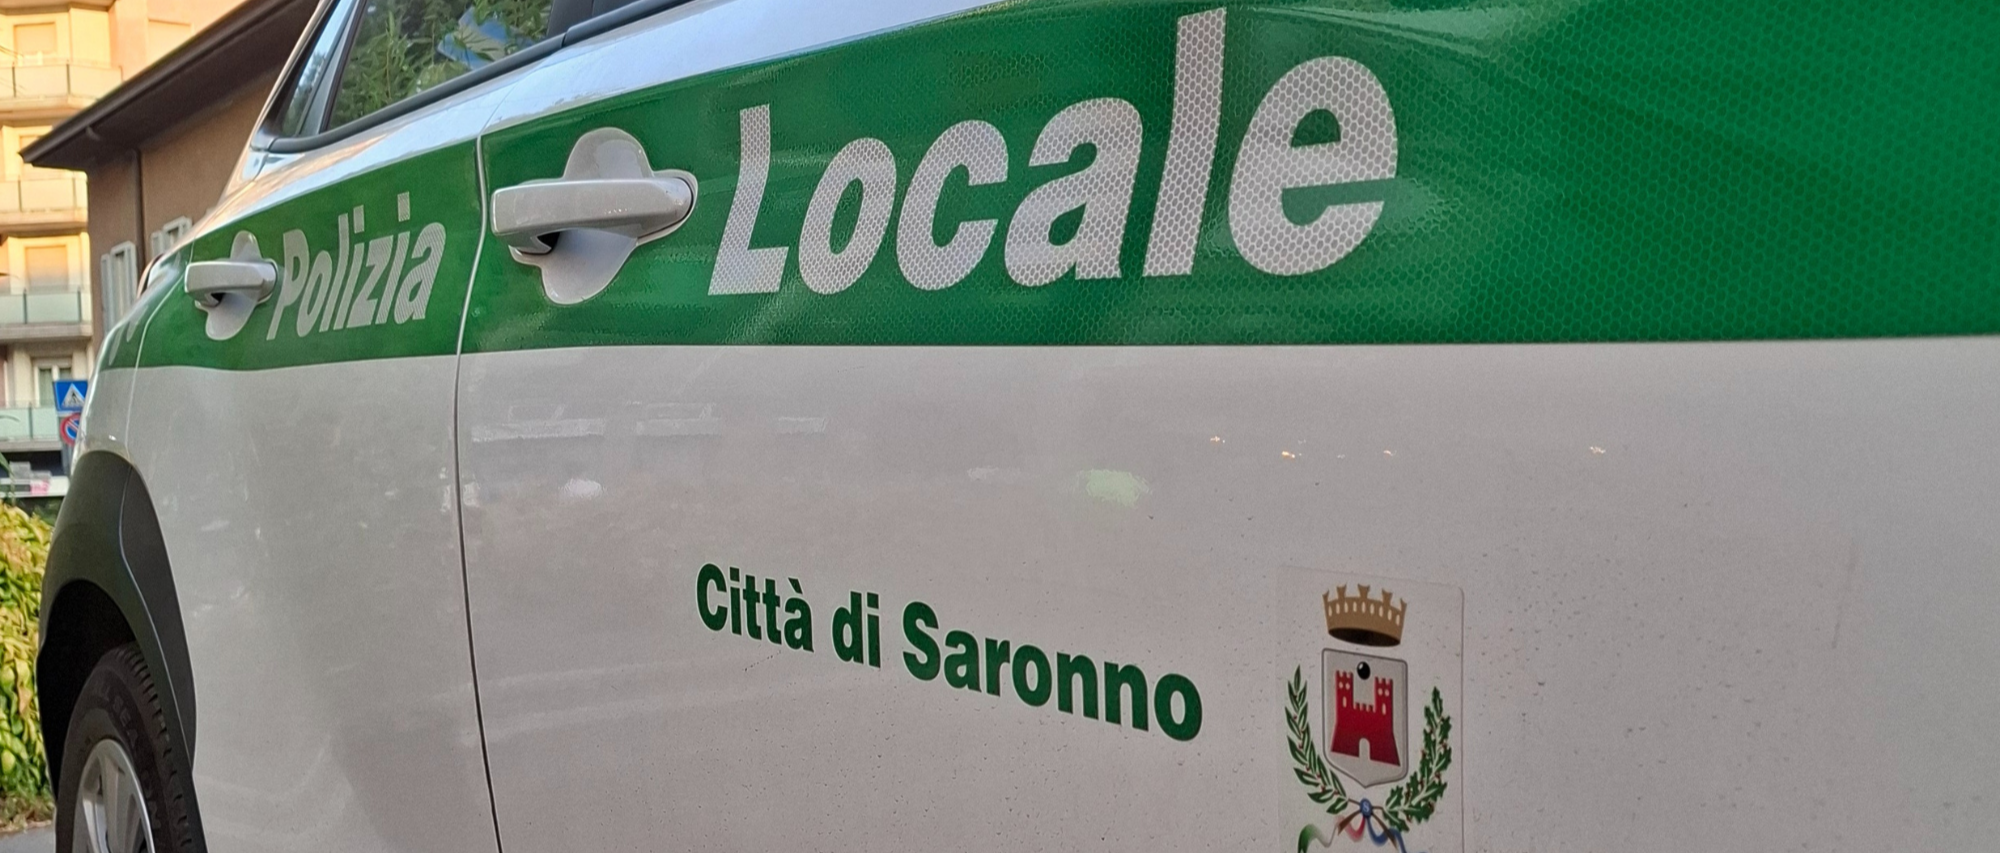 Polizia Locale
Città di Saronno